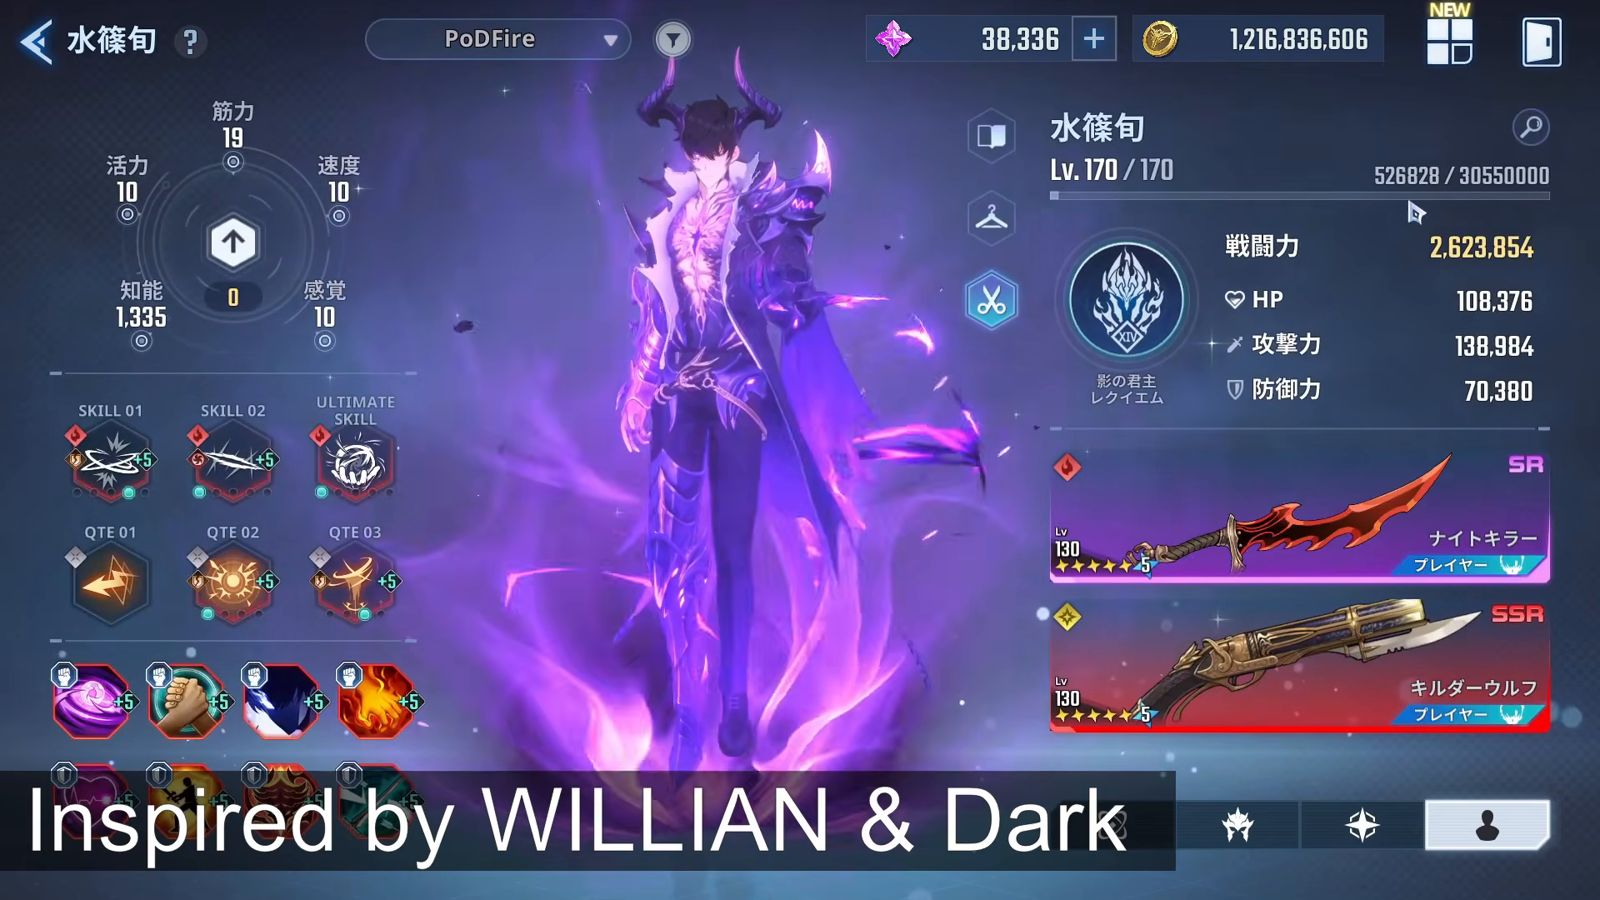 水篠旬
?
PoDFire
38,336
+
1,216,836,606
NEW
筋力
19
活力
10
速度
10
知能
1,335
感覚
10
0
SKILL 01
SKILL 02
ULTIMATE
SKILL
+5
+5
QTE 01
QTE 02
QTE 03
+5
+5
+5
+5
+5
+5
+5
+5
+5
+5
水篠旬
Lv. 170 / 170
526828 / 30550000
XIV
影の君主
レクイエム
戦闘力
2,623,854
HP
108,376
攻撃力
138,984
防御力
70,380
SR
Lv
130
5
ナイトキラー
プレイヤー
SSR
Lv
130
5
キルダーウルフ
プレイヤー
Inspired by WILLIAN & Dark